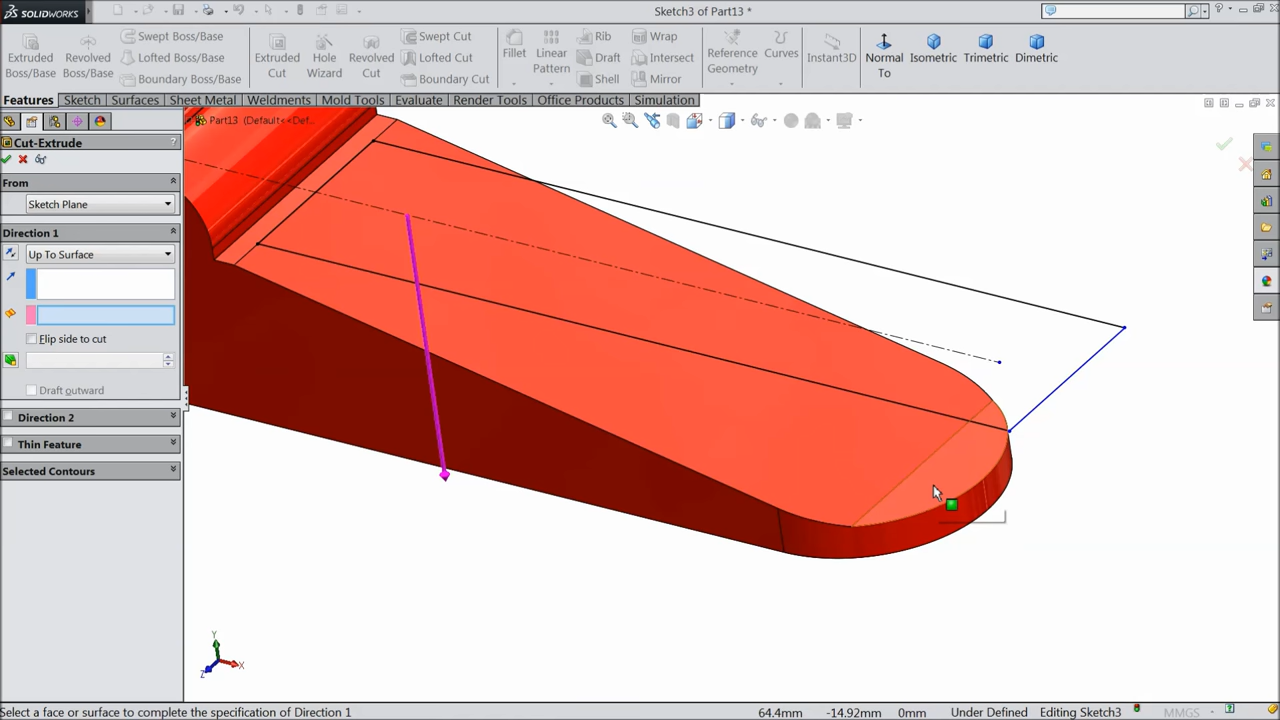 SOLIDWORKS
Sketch3 of Part13 *
Extruded Boss/Base
Revolved Boss/Base
Swept Boss/Base
Lofted Boss/Base
Boundary Boss/Base
Extruded Cut
Hole Wizard
Revolved Cut
Swept Cut
Lofted Cut
Boundary Cut
Fillet
Linear Pattern
Rib
Draft
Shell
Wrap
Intersect
Mirror
Reference Geometry
Curves
Instant3D
Normal To
Isometric
Trimetric
Dimetric
Features Sketch Surfaces Sheet Metal Weldments Mold Tools Evaluate Render Tools Office Products Simulation
Part13 (Default<<Def...
Cut-Extrude ?
From
Sketch Plane
Direction 1
Up To Surface
Flip side to cut
Draft outward
Direction 2
Thin Feature
Selected Contours
Y
X
Z
Select a face or surface to complete the specification of Direction 1 64.4mm -14.92mm 0mm Under Defined Editing Sketch3 MMGS